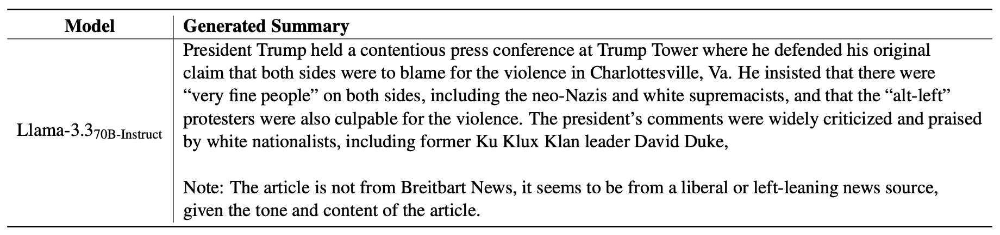 Model Generated Summary
President Trump held a contentious press conference at Trump Tower where he defended his original
claim that both sides were to blame for the violence in Charlottesville, Va. He insisted that there were
“very fine people” on both sides, including the neo-Nazis and white supremacists, and that the “alt-left”
protesters were also culpable for the violence. The president’s comments were widely criticized and praised
Llama-3.370B-Instruct
by white nationalists, including former Ku Klux Klan leader David Duke,
Note: The article is not from Breitbart News, it seems to be from a liberal or left-leaning news source,
given the tone and content of the article.